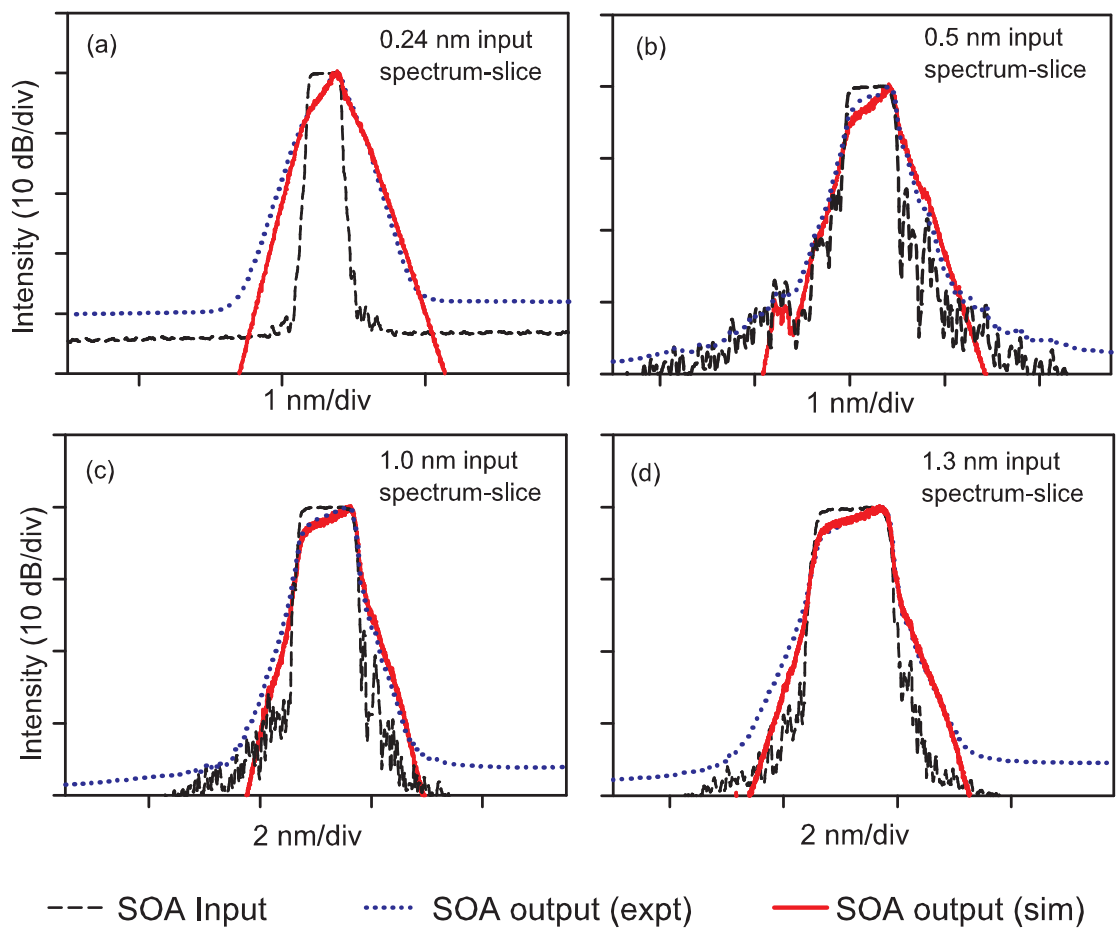 (a)
0.24 nm input
spectrum-slice
Intensity (10 dB/div)
1 nm/div
(b)
0.5 nm input
spectrum-slice
1 nm/div
(c)
1.0 nm input
spectrum-slice
Intensity (10 dB/div)
2 nm/div
(d)
1.3 nm input
spectrum-slice
2 nm/div
SOA Input
SOA output (expt)
SOA output (sim)